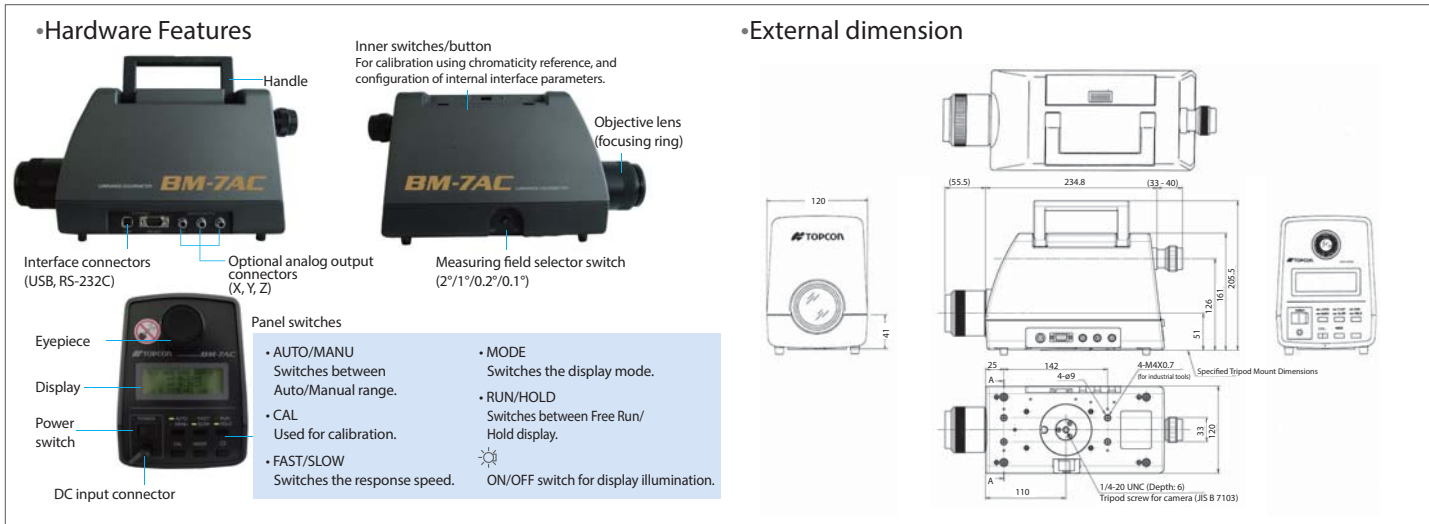 •Hardware Features
Handle
Inner switches/button
For calibration using chromaticity reference, and
configuration of internal interface parameters.
Objective lens
(focusing ring)
BM-7AC
BM-7AC
Interface connectors
(USB, RS-232C)
Optional analog output
connectors
(X, Y, Z)
Measuring field selector switch
(2°/1°/0.2°/0.1°)
Eyepiece
Display
Power
switch
DC input connector
TOPCON
BM-7AC
Panel switches
• AUTO/MANU
Switches between
Auto/Manual range.
• CAL
Used for calibration.
• FAST/SLOW
Switches the response speed.
• MODE
Switches the display mode.
• RUN/HOLD
Switches between Free Run/
Hold display.
ON/OFF switch for display illumination.
•External dimension
(55.5)
234.8
(33 - 40)
120
TOPCON
41
51
126
161
205.5
TOPCON
25
142
4-ø9
4-M4X0.7
(for industrial tools)
Specified Tripod Mount Dimensions
A
A
33
120
110
1/4-20 UNC (Depth: 6)
Tripod screw for camera (JIS B 7103)